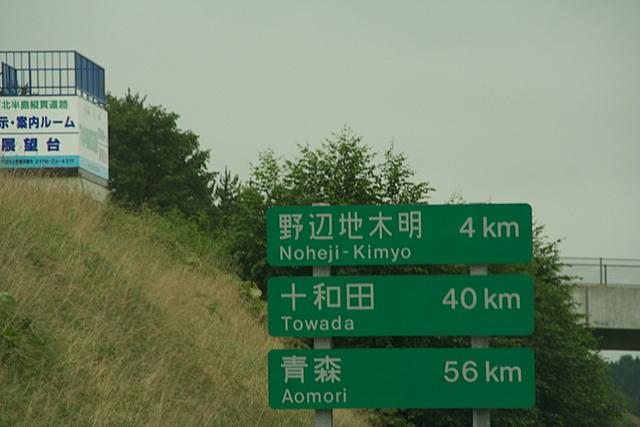 北半島縦貫道路
示・案内ルーム
展望台
野辺地木明 4 km
Noheji-Kimyo
十和田 40 km
Towada
青森 56 km
Aomori